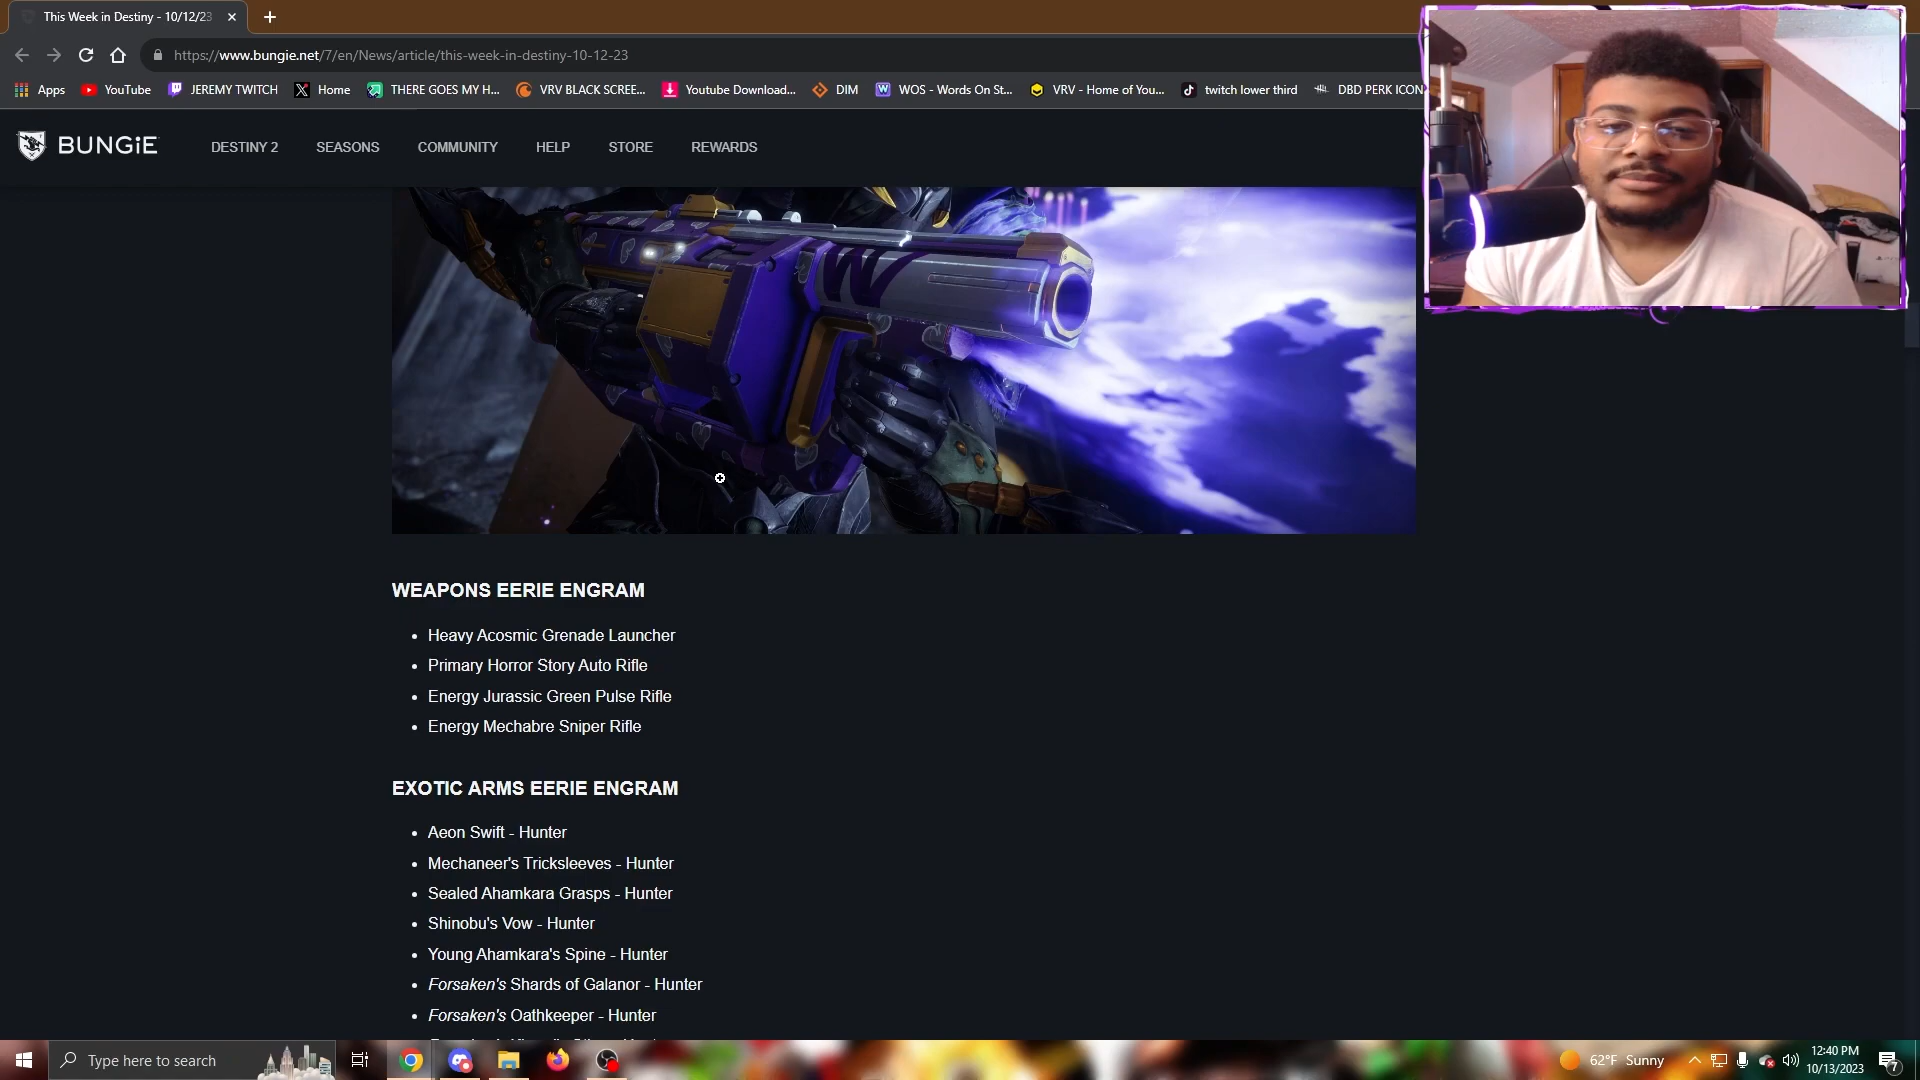 This Week in Destiny - 10/12/23
https://www.bungie.net/7/en/News/article/this-week-in-destiny-10-12-23
Apps
YouTube
JEREMY TWITCH
Home
THERE GOES MY H...
VRV BLACK SCREE...
Youtube Download...
DIM
WOS - Words On St...
VRV - Home of You...
twitch lower third
DBD PERK ICON
BUNGiE
DESTINY 2
SEASONS
COMMUNITY
HELP
STORE
REWARDS
WEAPONS EERIE ENGRAM
Heavy Acosmic Grenade Launcher
Primary Horror Story Auto Rifle
Energy Jurassic Green Pulse Rifle
Energy Mechabre Sniper Rifle
EXOTIC ARMS EERIE ENGRAM
Aeon Swift - Hunter
Mechaneer's Tricksleeves - Hunter
Sealed Ahamkara Grasps - Hunter
Shinobu's Vow - Hunter
Young Ahamkara's Spine - Hunter
Forsaken's Shards of Galanor - Hunter
Forsaken's Oathkeeper - Hunter
Type here to search
62°F Sunny
12:40 PM
10/13/2023
7